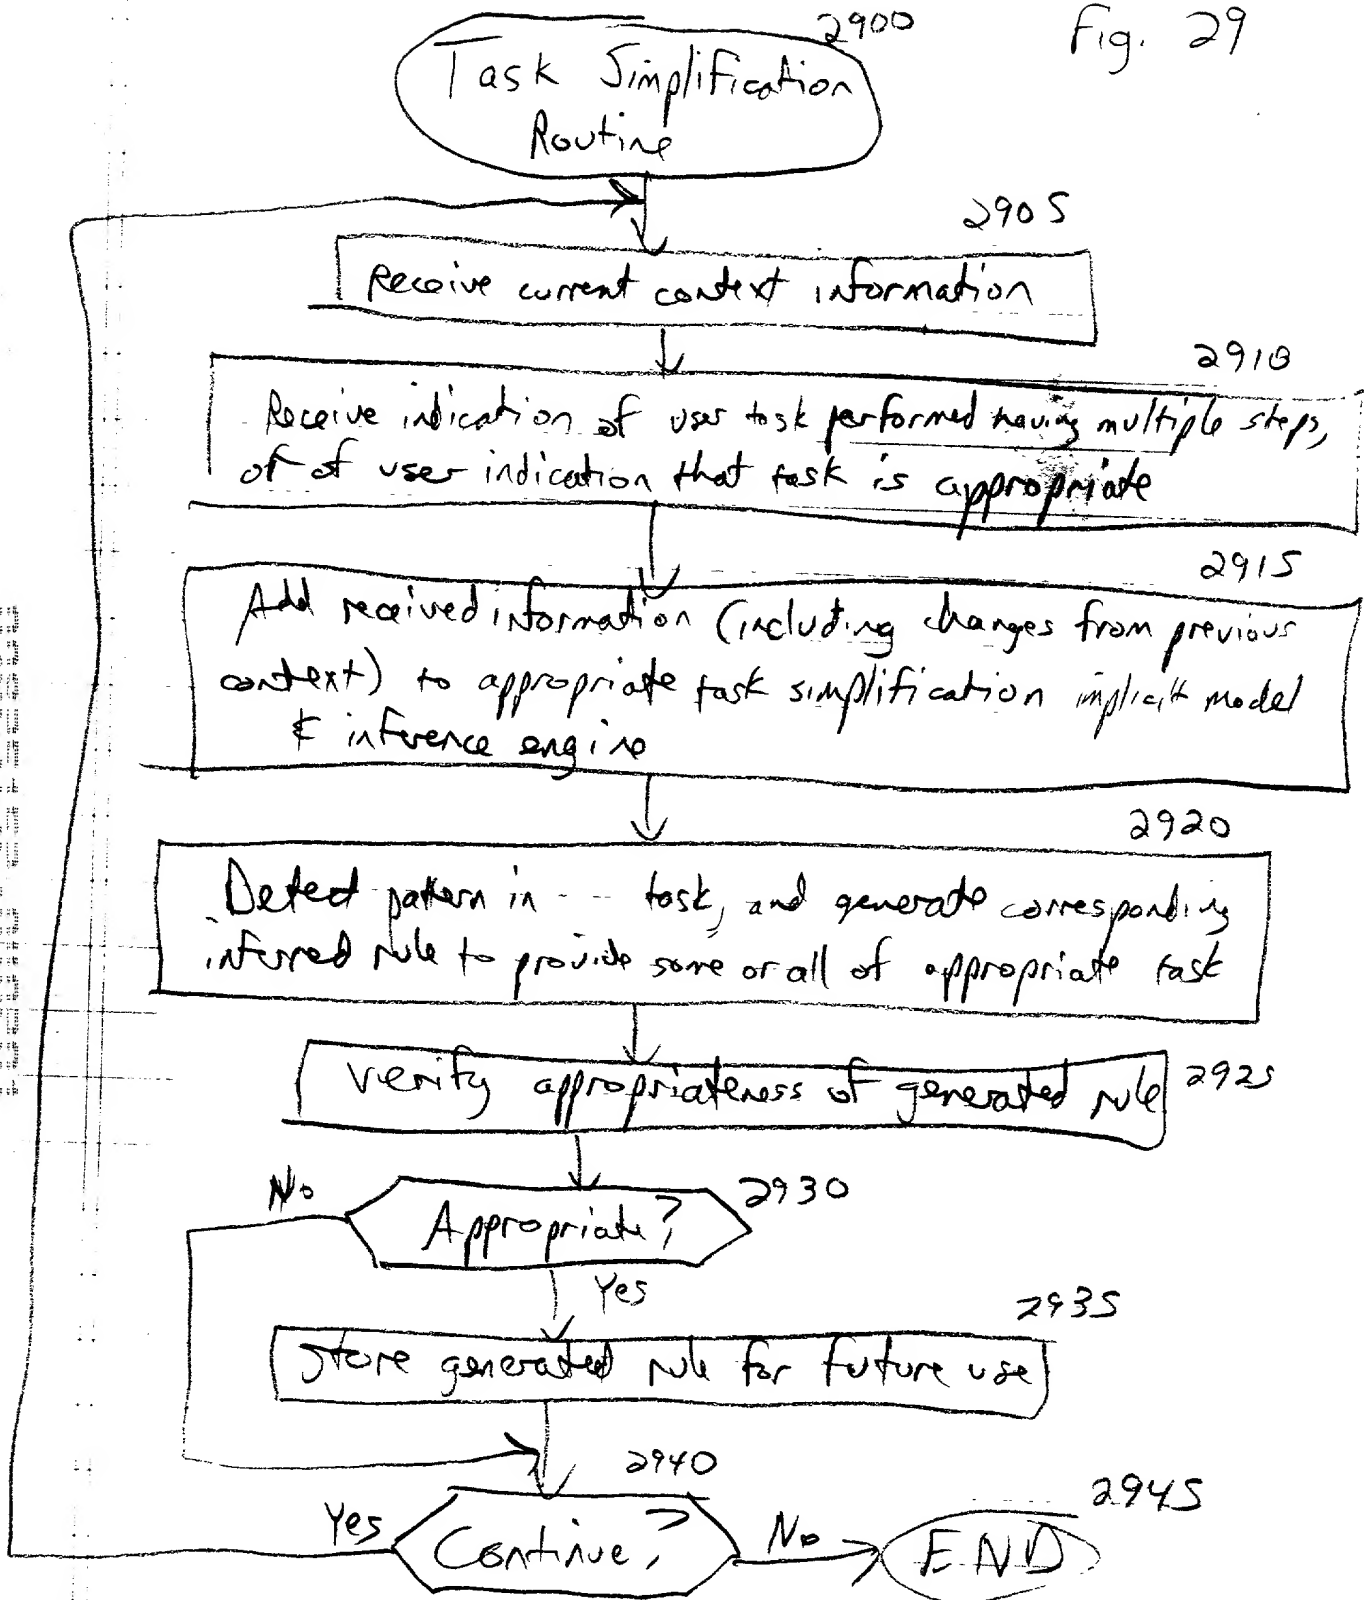 2900
Fig. 29
Task Simplification
Routine
2905
Receive current context information
2910
Receive indication of user task performed having multiple steps,
of of user indication that task is appropriate
2915
Add received information (including changes from previous
context) to appropriate task simplification implicit model
& inference engine
2920
Detect pattern in -- task, and generate corresponding
inferred rule to provide some or all of appropriate task
Verify appropriateness of generated rule 2925
No
Appropriate? 2930
Yes
2935
Store generated rule for future use
2940
2945
Yes Continue? No END